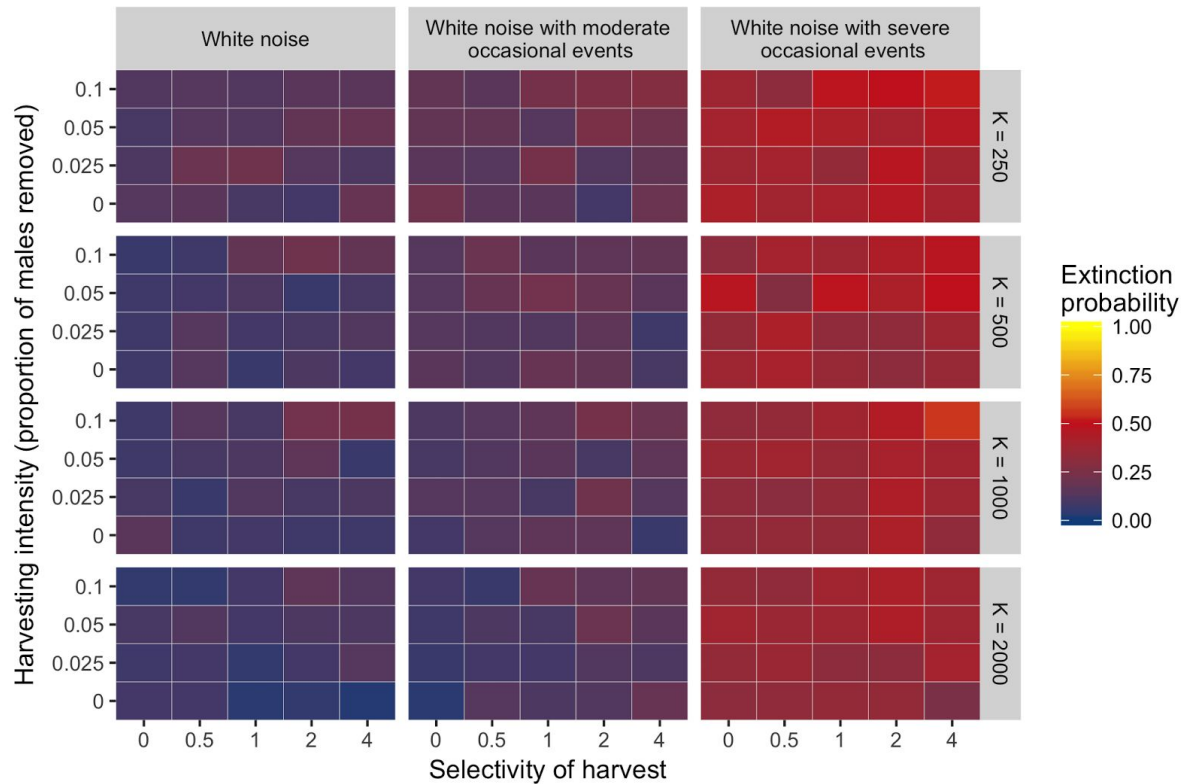 White noise
White noise with moderate
occasional events
White noise with severe
occasional events
Harvesting intensity (proportion of males removed)
0.1
0.05
0.025
0
K = 250
0.1
0.05
0.025
0
K = 500
0.1
0.05
0.025
0
K = 1000
0.1
0.05
0.025
0
K = 2000
0 0.5 1 2 4
0 0.5 1 2 4
0 0.5 1 2 4
Selectivity of harvest
Extinction
probability
1.00
0.75
0.50
0.25
0.00